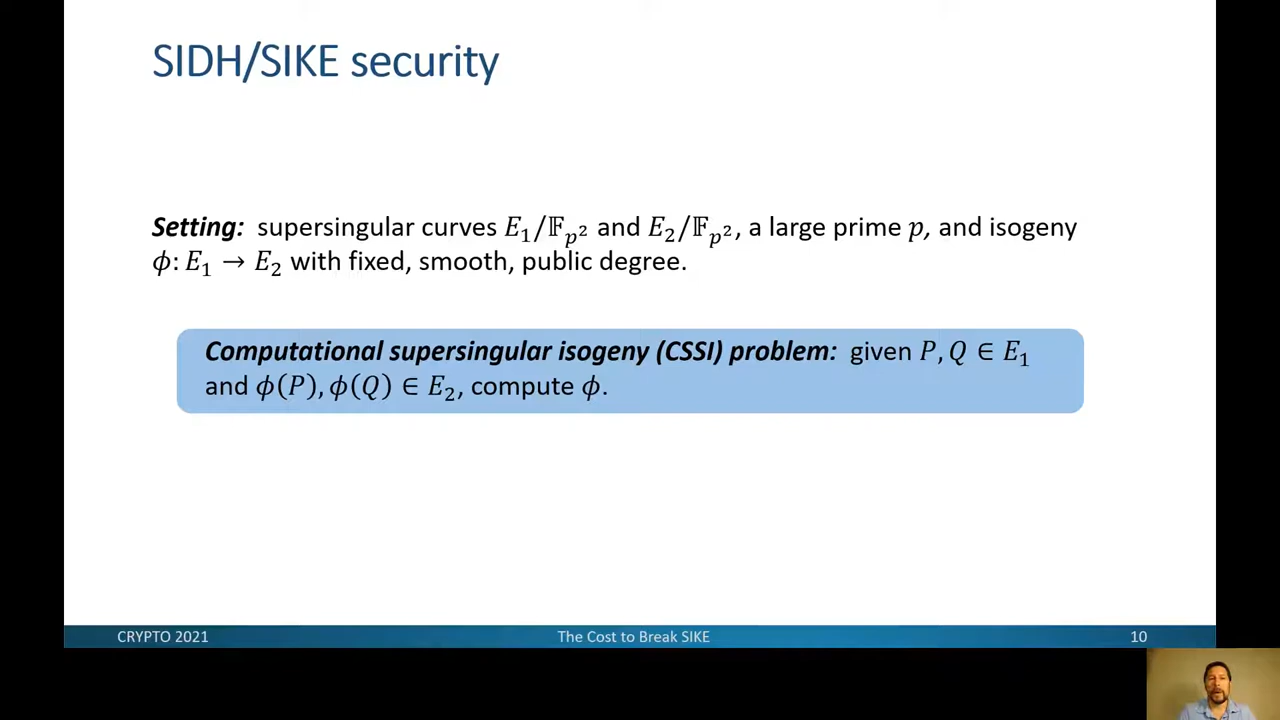 SIDH/SIKE security
Setting: supersingular curves E₁/𝔽ₚ² and E₂/𝔽ₚ², a large prime p, and isogeny
ϕ: E₁ → E₂ with fixed, smooth, public degree.
Computational supersingular isogeny (CSSI) problem: given P, Q ∈ E₁
and ϕ(P), ϕ(Q) ∈ E₂, compute ϕ.
CRYPTO 2021
The Cost to Break SIKE
10